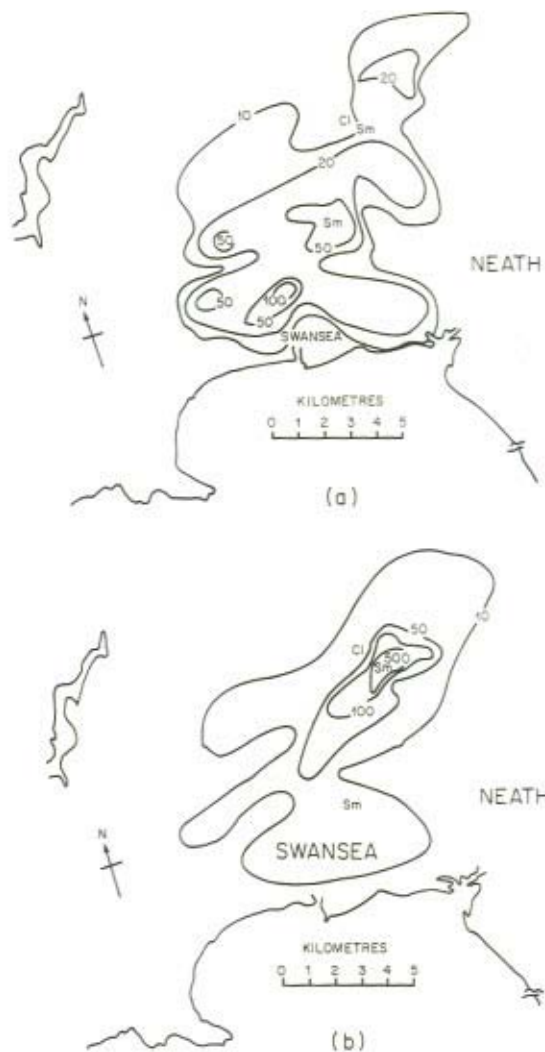 20
10
Cl
Sm
20
Sm
50
50
NEATH
50
100
50
N
SWANSEA
KILOMETRES
0 1 2 3 4 5
(a)
50
10
Cl
500
Sm
100
Sm
NEATH
N
SWANSEA
KILOMETRES
0 1 2 3 4 5
(b)